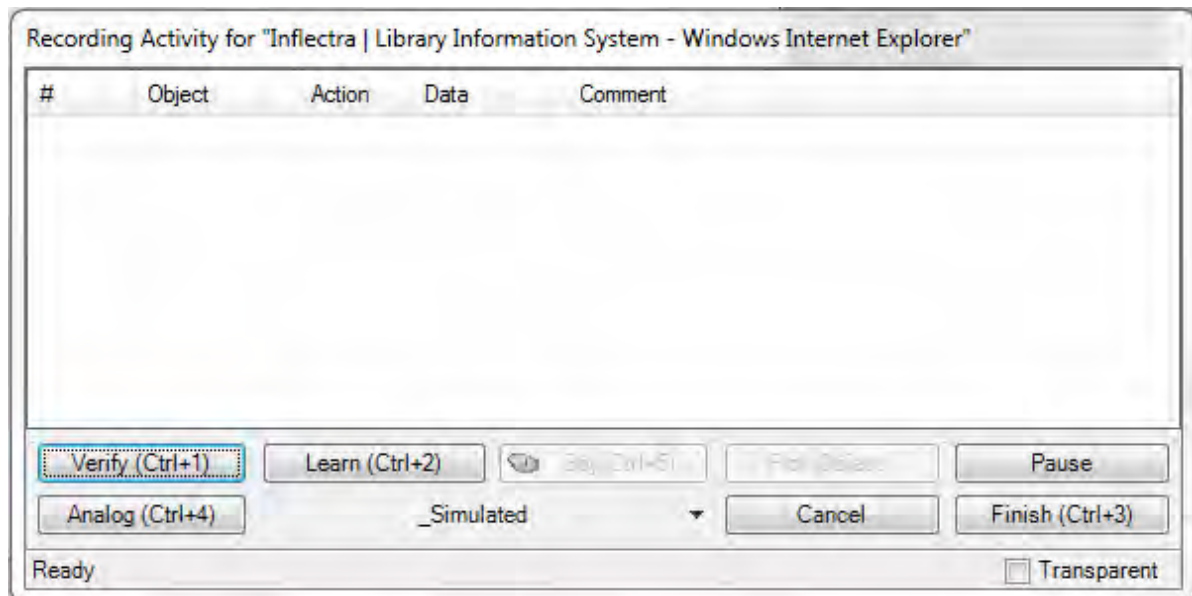 Recording Activity for "Inflectra | Library Information System - Windows Internet Explorer"
# Object Action Data Comment
Verify (Ctrl+1) Learn (Ctrl+2) Pause
Analog (Ctrl+4) _Simulated Cancel Finish (Ctrl+3)
Ready Transparent